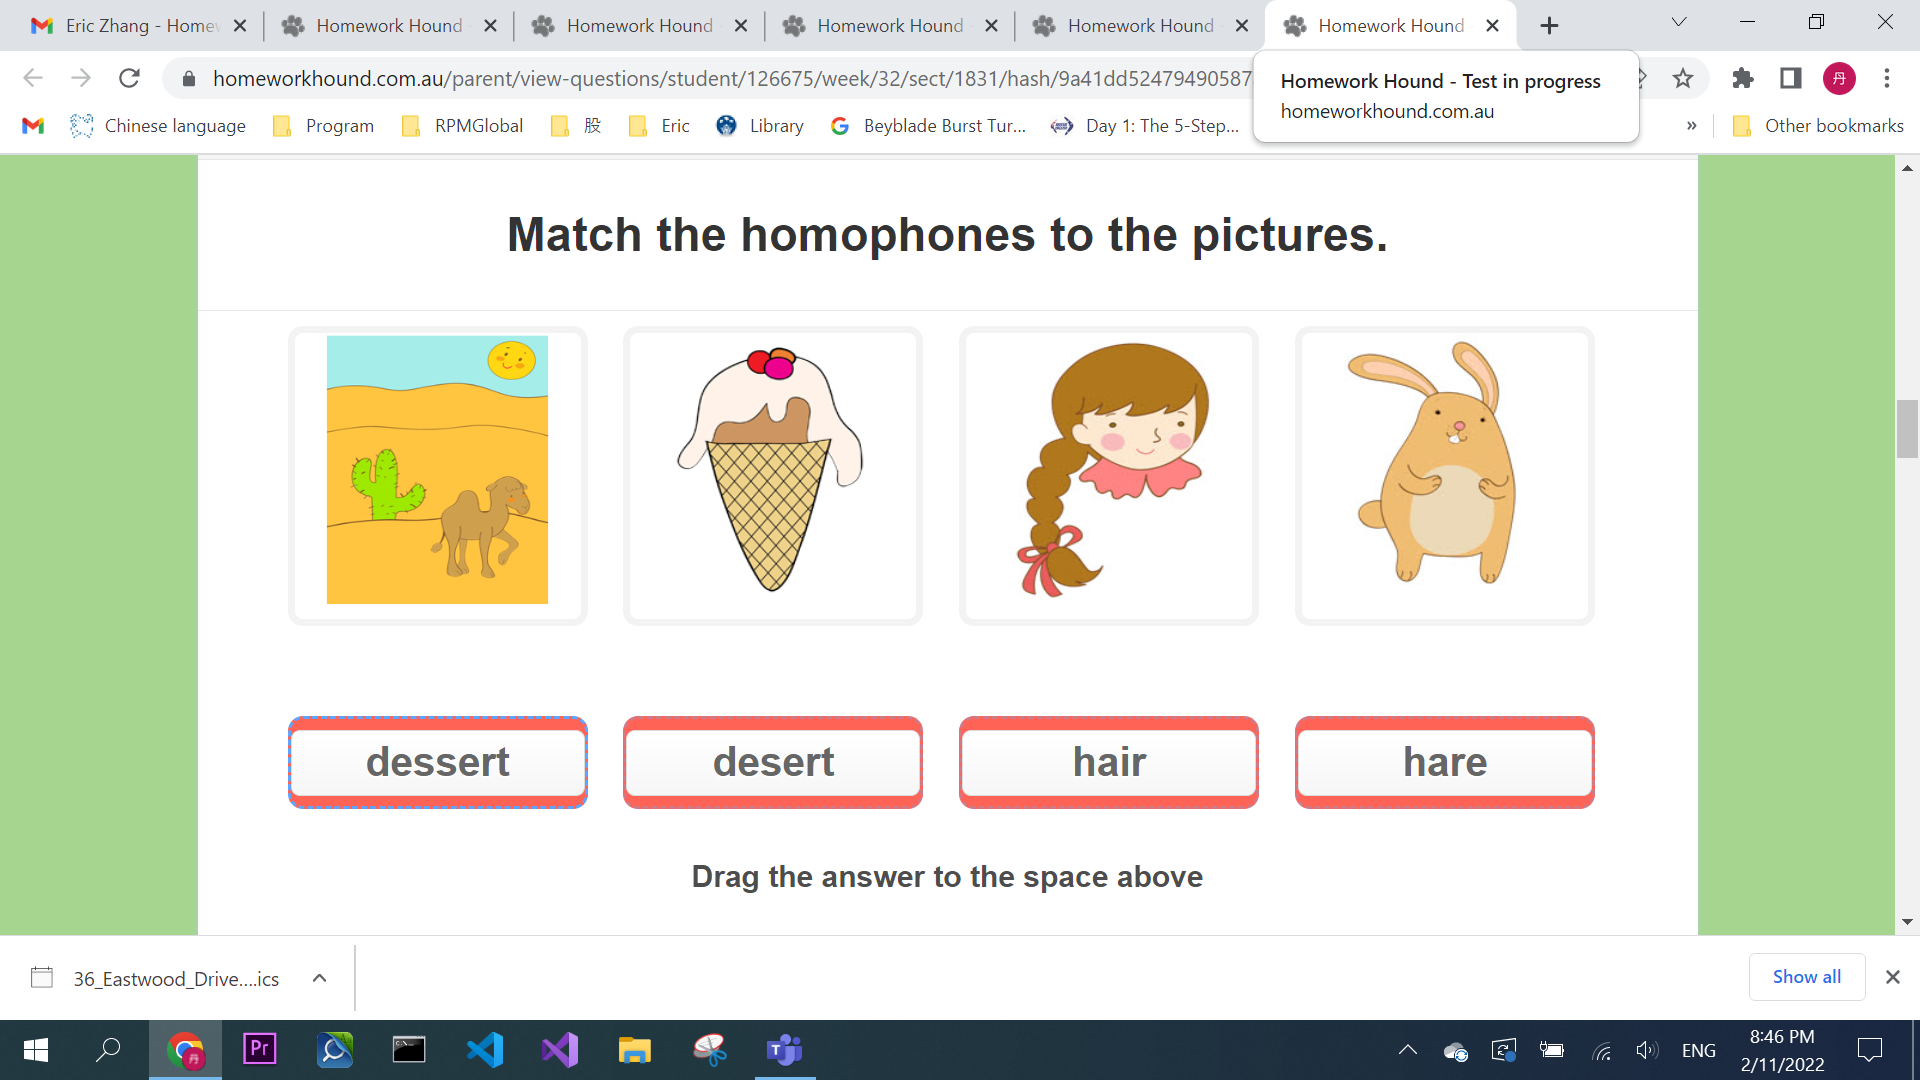 Eric Zhang - Homew
Homework Hound
Homework Hound
Homework Hound
Homework Hound
Homework Hound
homeworkhound.com.au/parent/view-questions/student/126675/week/32/sect/1831/hash/9a41dd52479490587
丹
Homework Hound - Test in progress
homeworkhound.com.au
Chinese language
Program
RPMGlobal
股
Eric
Library
Beyblade Burst Tur...
Day 1: The 5-Step...
»
Other bookmarks
Match the homophones to the pictures.
dessert
desert
hair
hare
Drag the answer to the space above
36_Eastwood_Drive....ics
Show all
Pr
ENG
8:46 PM
2/11/2022